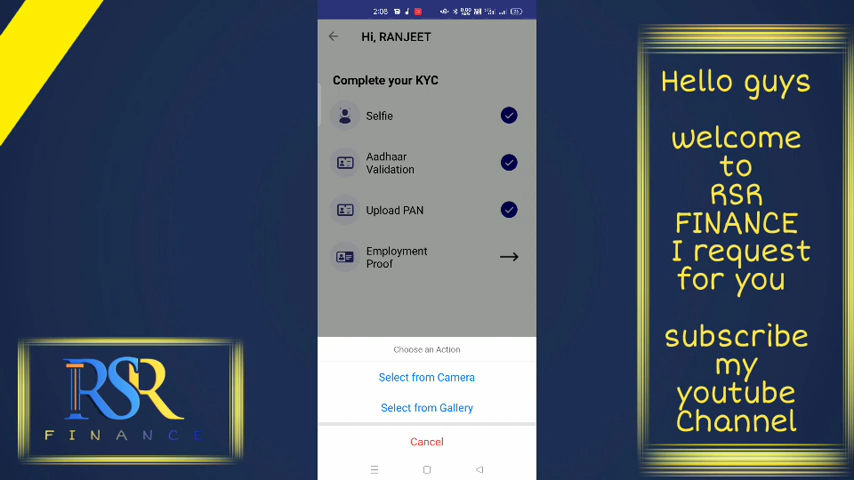 2:08
Hi, RANJEET
Complete your KYC
Selfie
Aadhaar
Validation
Upload PAN
Employment
Proof
Choose an Action
Select from Camera
Select from Gallery
Cancel
RSR
FINANCE
Hello guys
welcome
to
RSR
FINANCE
I request
for you
subscribe
my
youtube
Channel